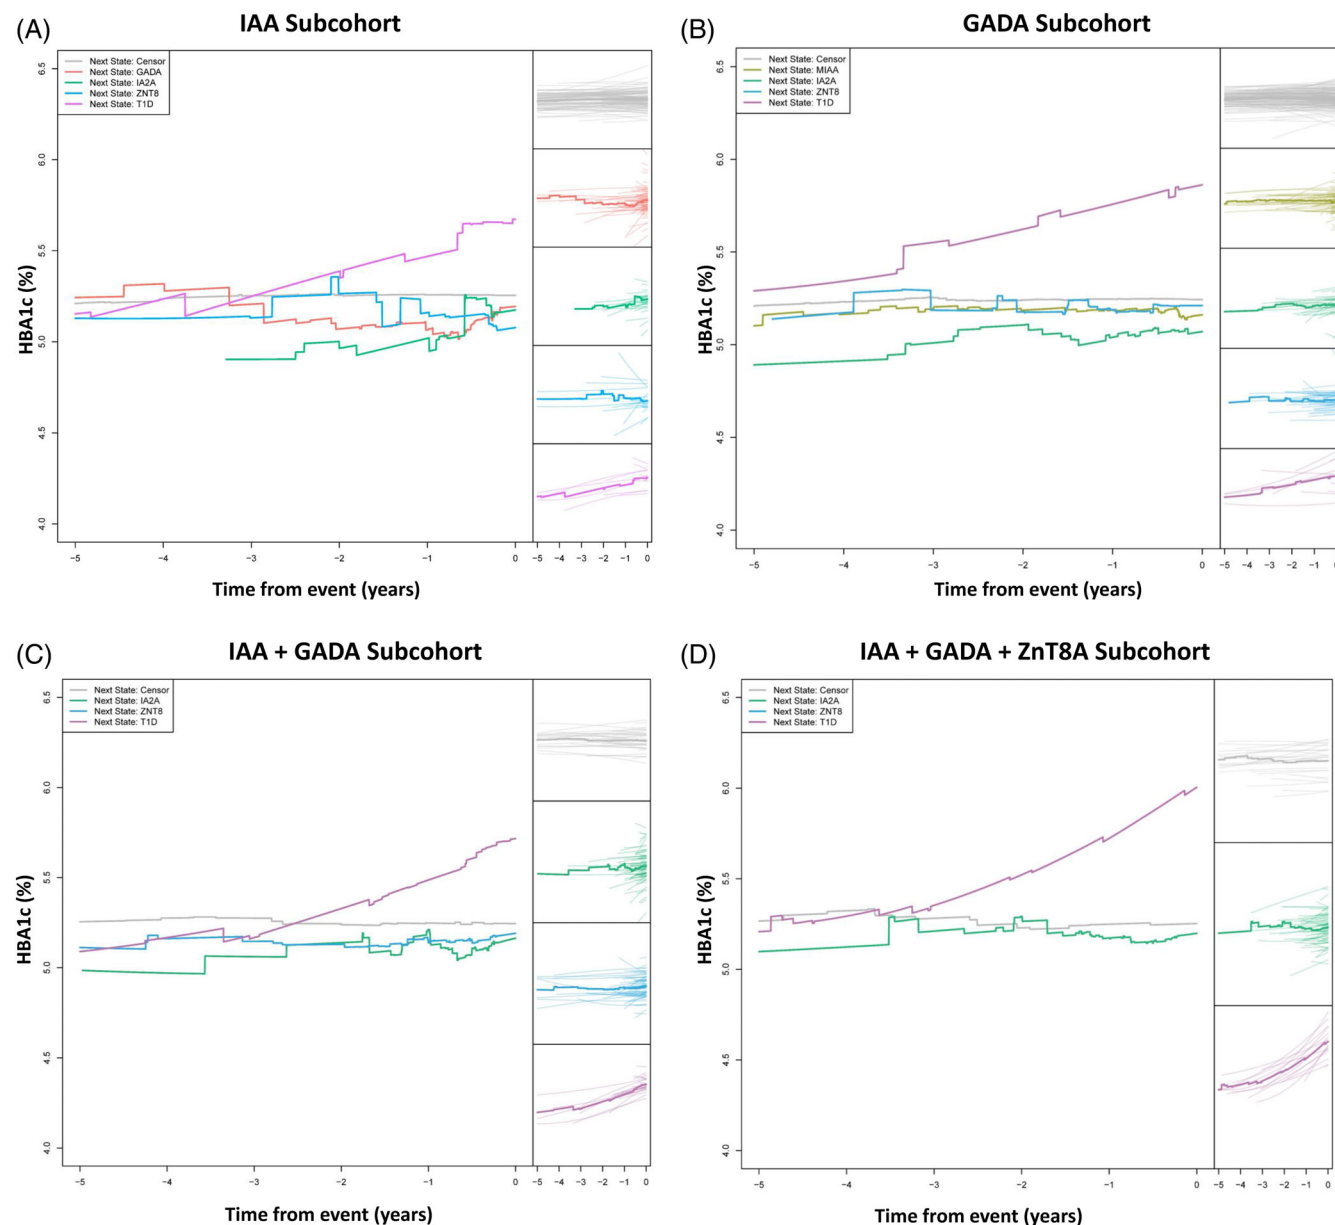 (A)
IAA Subcohort
Next State: Censor
Next State: GADA
Next State: IA2A
Next State: ZNT8
Next State: T1D
HBA1c (%)
6.5
6.0
5.5
5.0
4.5
4.0
−5 −4 −3 −2 −1 0
−5 −4 −3 −2 −1 0
Time from event (years)
(B)
GADA Subcohort
Next State: Censor
Next State: MIAA
Next State: IA2A
Next State: ZNT8
Next State: T1D
HBA1c (%)
6.5
6.0
5.5
5.0
4.5
4.0
−5 −4 −3 −2 −1 0
−5 −4 −3 −2 −1
Time from event (years)
(C)
IAA + GADA Subcohort
Next State: Censor
Next State: IA2A
Next State: ZNT8
Next State: T1D
HBA1c (%)
6.5
6.0
5.5
5.0
4.5
4.0
−5 −4 −3 −2 −1 0
−5 −4 −3 −2 −1 0
Time from event (years)
(D)
IAA + GADA + ZnT8A Subcohort
Next State: Censor
Next State: IA2A
Next State: ZNT8
Next State: T1D
HBA1c (%)
6.5
6.0
5.5
5.0
4.5
4.0
−5 −4 −3 −2 −1 0
−5 −4 −3 −2 −1 0
Time from event (years)